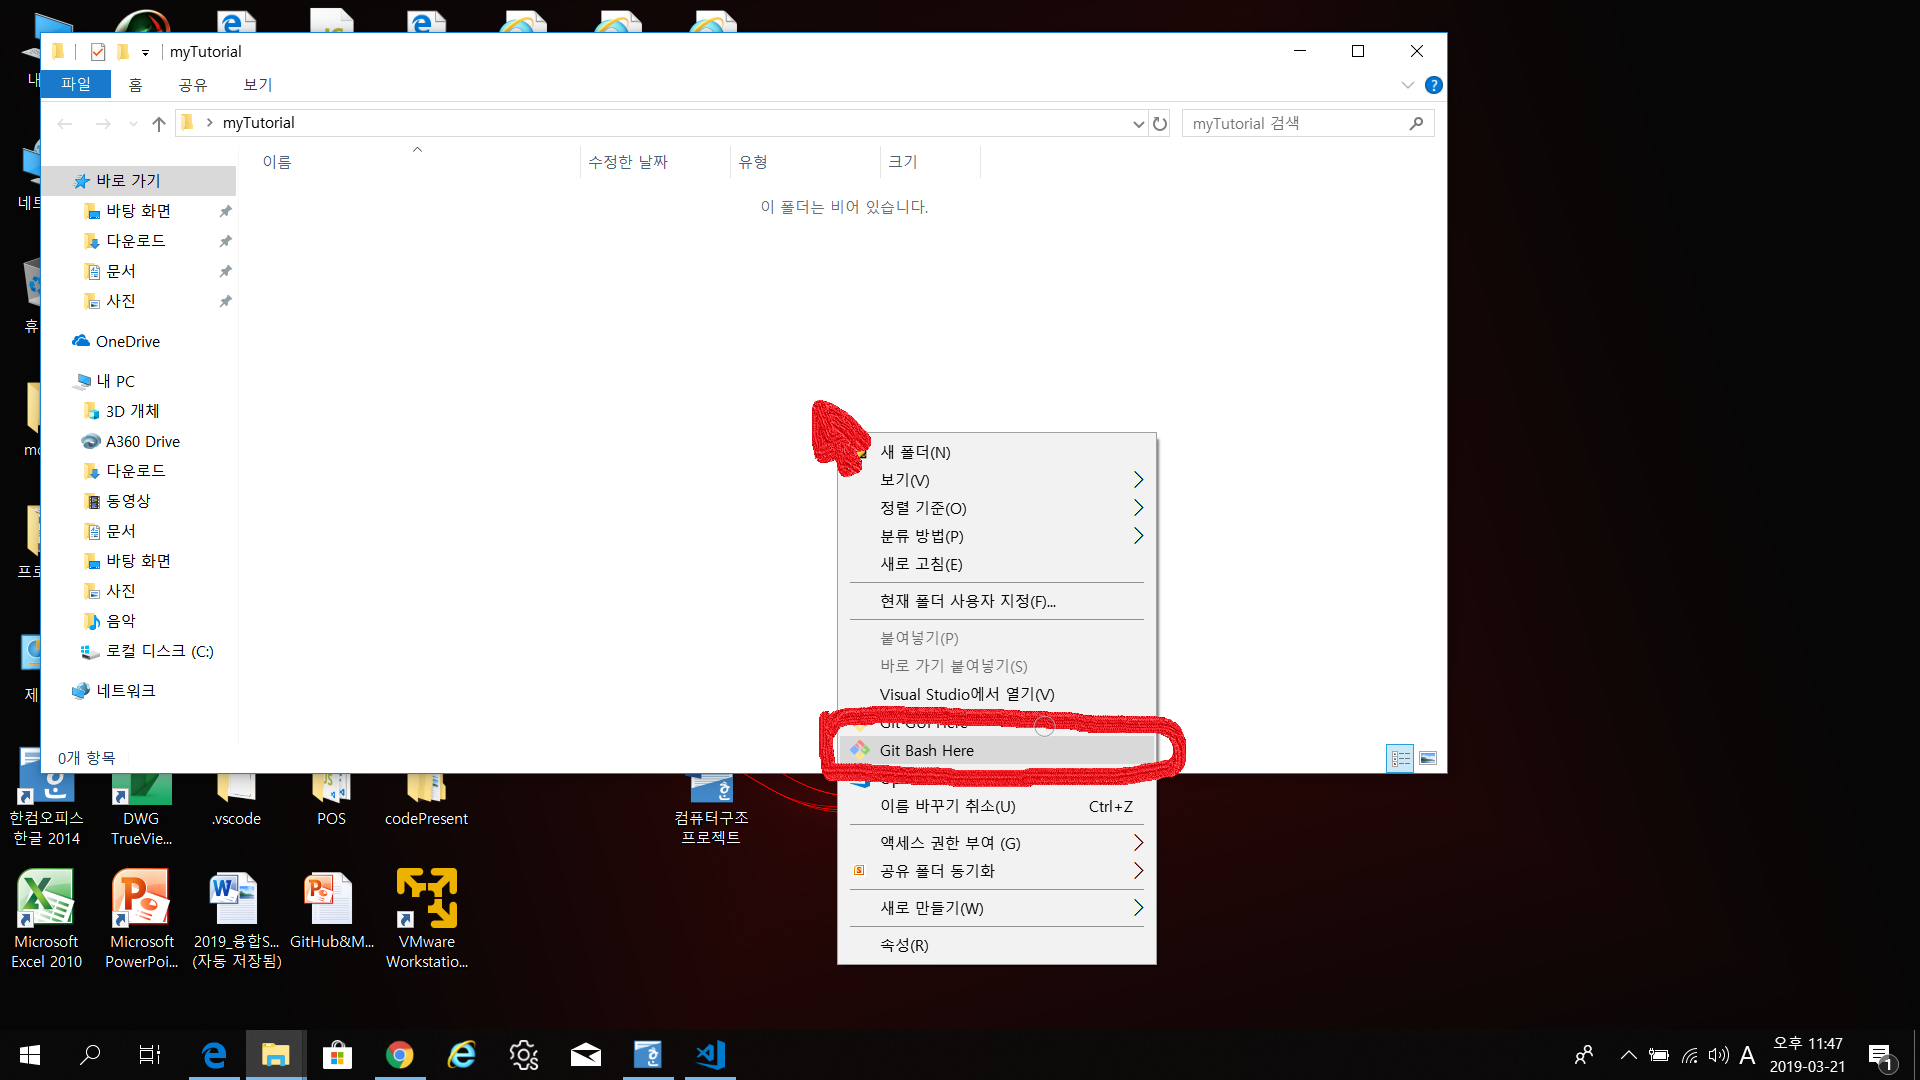 myTutorial
파일
홈
공유
보기
myTutorial
myTutorial 검색
이름
수정한 날짜
유형
크기
이 폴더는 비어 있습니다.
바로 가기
바탕 화면
다운로드
문서
사진
OneDrive
내 PC
3D 개체
A360 Drive
다운로드
동영상
문서
바탕 화면
사진
음악
로컬 디스크 (C:)
네트워크
0개 항목
새 폴더(N)
보기(V)
정렬 기준(O)
분류 방법(P)
새로 고침(E)
현재 폴더 사용자 지정(F)...
붙여넣기(P)
바로 가기 붙여넣기(S)
Visual Studio에서 열기(V)
Git GUI Here
Git Bash Here
이름 바꾸기 취소(U) Ctrl+Z
액세스 권한 부여 (G)
공유 폴더 동기화
새로 만들기(W)
속성(R)
한컴오피스
한글 2014
DWG
TrueVie...
.vscode
POS
codePresent
컴퓨터구조
프로젝트
Microsoft
Excel 2010
Microsoft
PowerPoi...
2019_융합S...
(자동 저장됨)
GitHub&M...
VMware
Workstatio...
A
오후 11:47
2019-03-21
1